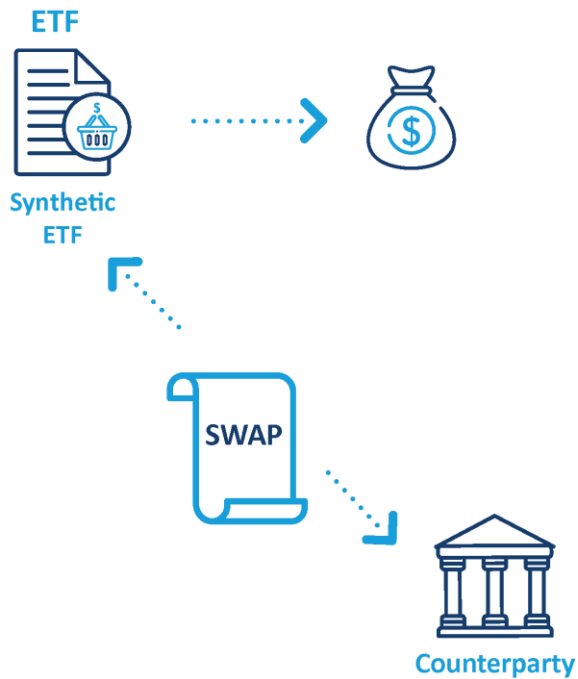 ETF
$
$
Synthetic
ETF
SWAP
Counterparty